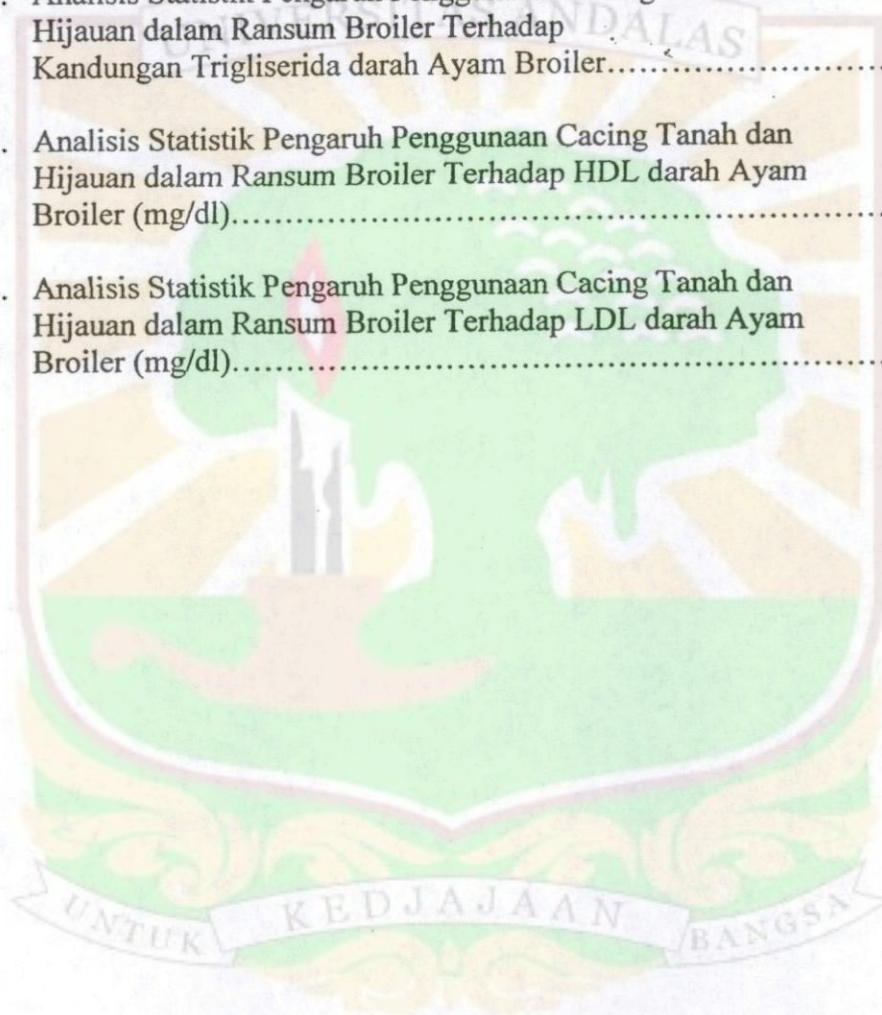 Hijauan dalam Ransum Broiler Terhadap
Kandungan Trigliserida darah Ayam Broiler...............................
. Analisis Statistik Pengaruh Penggunaan Cacing Tanah dan
Hijauan dalam Ransum Broiler Terhadap HDL darah Ayam
Broiler (mg/dl)...............................................................
. Analisis Statistik Pengaruh Penggunaan Cacing Tanah dan
Hijauan dalam Ransum Broiler Terhadap LDL darah Ayam
Broiler (mg/dl)...............................................................
UNTUK KEDJAJAAN BANGSA